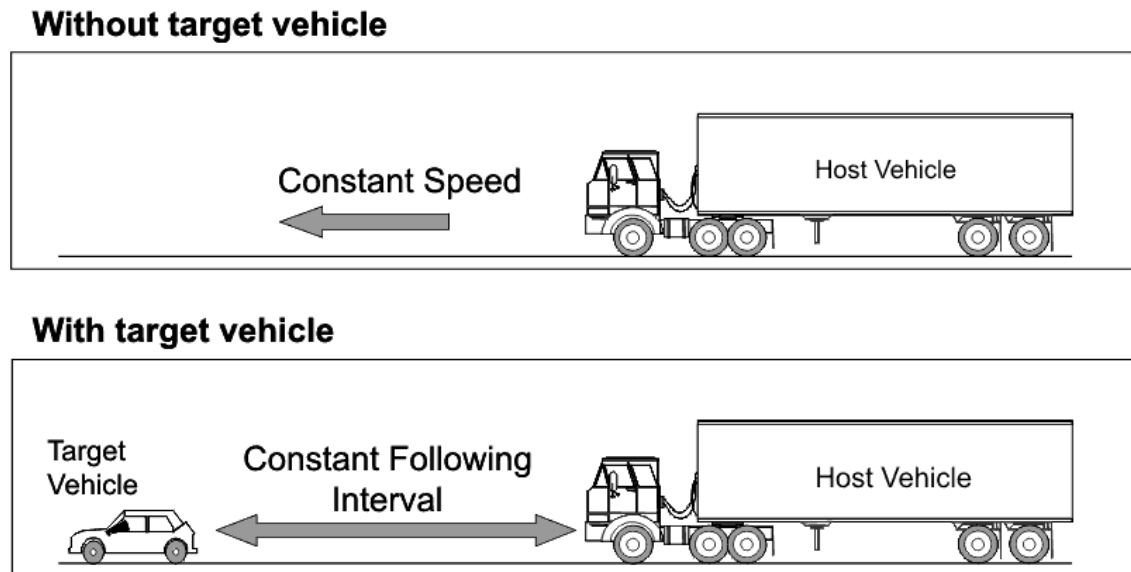 Without target vehicle
Constant Speed
Host Vehicle
With target vehicle
Target
Vehicle
Constant Following
Interval
Host Vehicle